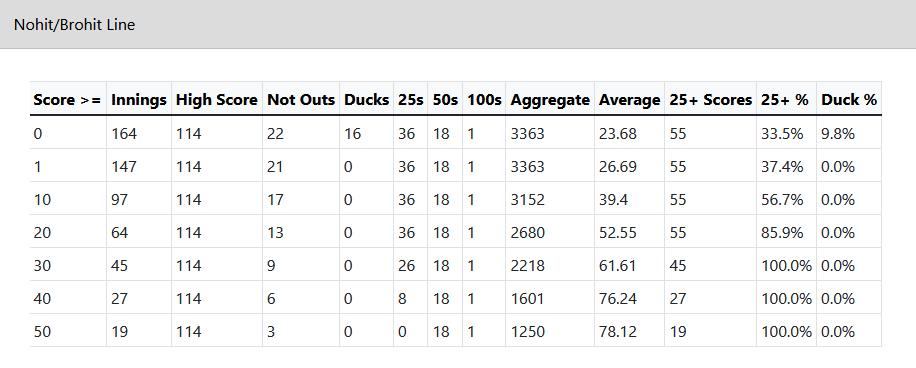 Nohit/Brohit Line
Score >= Innings High Score Not Outs Ducks 25s 50s 100s Aggregate Average 25+ Scores 25+ % Duck %
0 164 114 22 16 36 18 1 3363 23.68 55 33.5% 9.8%
1 147 114 21 0 36 18 1 3363 26.69 55 37.4% 0.0%
10 97 114 17 0 36 18 1 3152 39.4 55 56.7% 0.0%
20 64 114 13 0 36 18 1 2680 52.55 55 85.9% 0.0%
30 45 114 9 0 26 18 1 2218 61.61 45 100.0% 0.0%
40 27 114 6 0 8 18 1 1601 76.24 27 100.0% 0.0%
50 19 114 3 0 0 18 1 1250 78.12 19 100.0% 0.0%